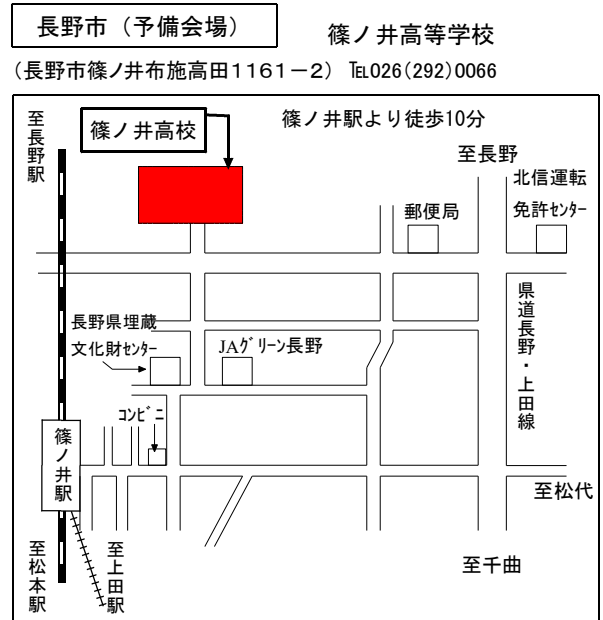 長野市（予備会場）
篠ノ井高等学校
（長野市篠ノ井布施高田1161－2） ℡026(292)0066
至長野駅
篠ノ井高校
篠ノ井駅より徒歩10分
至長野
北信運転
免許ｾﾝﾀｰ
郵便局
県道長野・上田線
長野県埋蔵
文化財ｾﾝﾀｰ
JAｸﾞﾘｰﾝ長野
ｺﾝﾋﾞﾆ
篠ノ井駅
至松代
至松本駅
至上田駅
至千曲